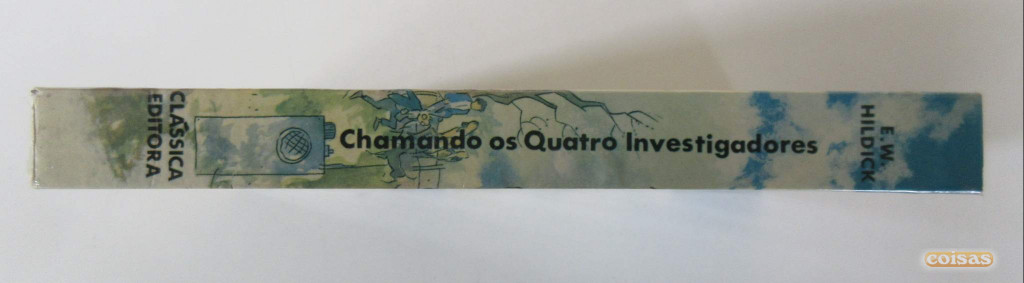 CLÁSSICA
EDITORA
Chamando os Quatro Investigadores
E. W.
HILDICK
coisas